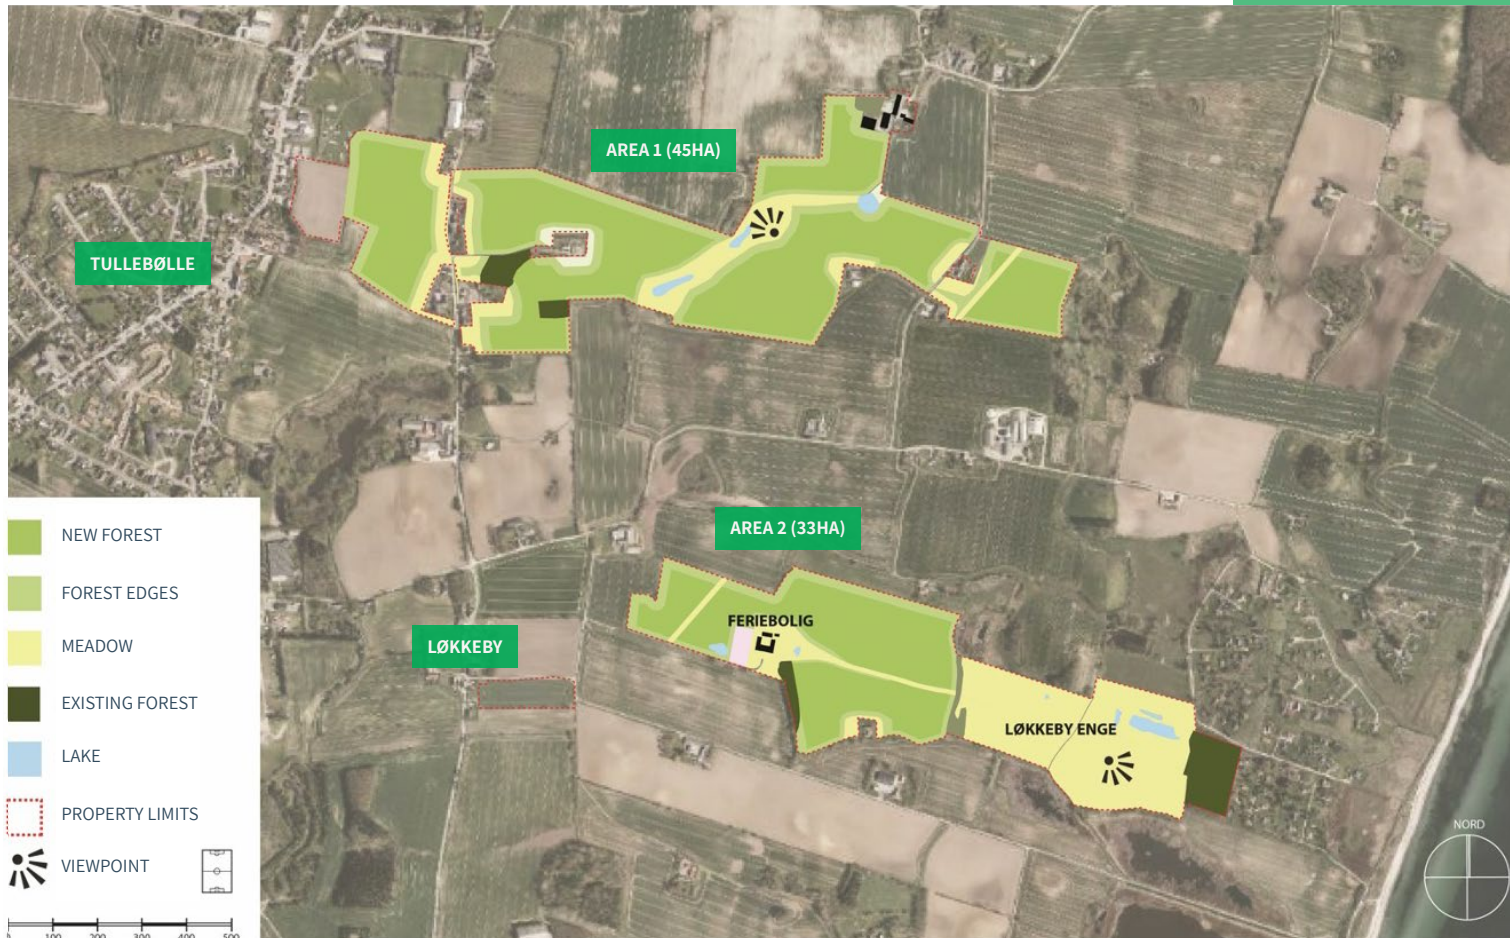 AREA 1 (45HA)
TULLEBØLLE
AREA 2 (33HA)
FERIEBOLIG
LØKKEBY
LØKKEBY ENGE
NEW FOREST
FOREST EDGES
MEADOW
EXISTING FOREST
LAKE
PROPERTY LIMITS
VIEWPOINT
NORD
0 100 200 300 400 500